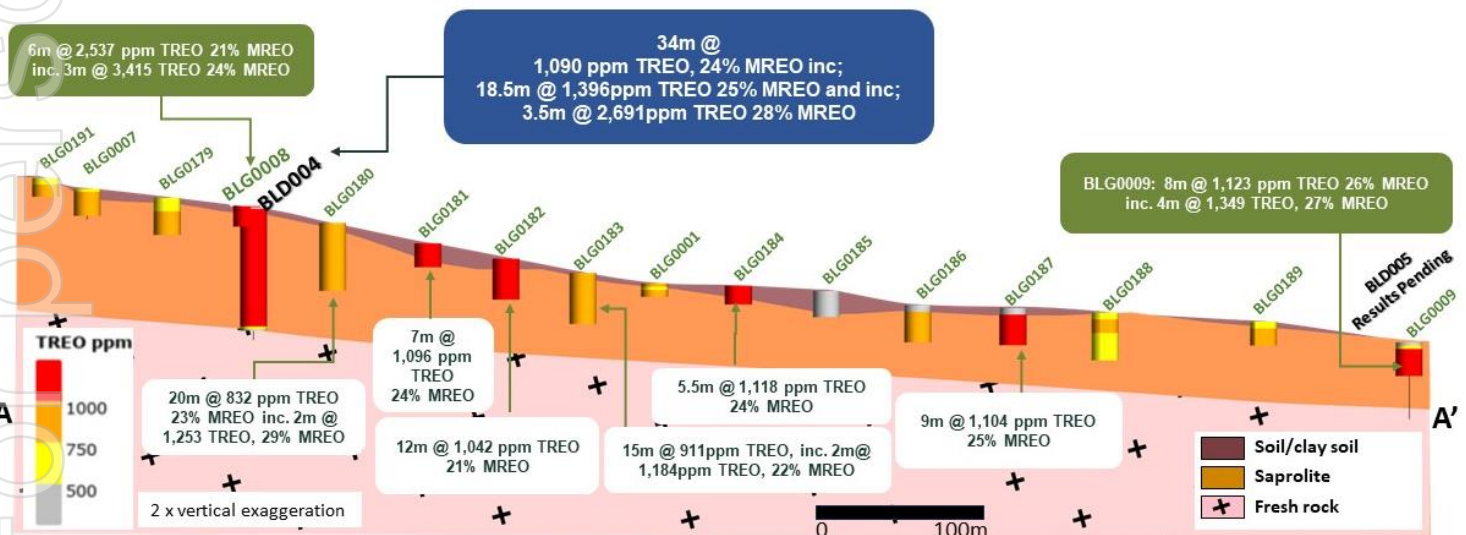 6m @ 2,537 ppm TREO 21% MREO
inc. 3m @ 3,415 TREO 24% MREO
34m @
1,090 ppm TREO, 24% MREO inc;
18.5m @ 1,396ppm TREO 25% MREO and inc;
3.5m @ 2,691ppm TREO 28% MREO
BLG0009: 8m @ 1,123 ppm TREO 26% MREO
inc. 4m @ 1,349 TREO, 27% MREO
BLG0191
BLG0007
BLG0179
BLG0008
BLD004
BLG0180
BLG0181
BLG0182
BLG0183
BLG0001
BLG0184
BLG0185
BLG0186
BLG0187
BLG0188
BLG0189
BLD005
Results Pending
BLG0009
TREO ppm
1000
750
500
A
A'
20m @ 832 ppm TREO
23% MREO inc. 2m @
1,253 TREO, 29% MREO
7m @
1,096 ppm
TREO
24% MREO
12m @ 1,042 ppm TREO
21% MREO
15m @ 911ppm TREO, inc. 2m@
1,184ppm TREO, 22% MREO
5.5m @ 1,118 ppm TREO
24% MREO
9m @ 1,104 ppm TREO
25% MREO
Soil/clay soil
Saprolite
Fresh rock
2 x vertical exaggeration
0 100m